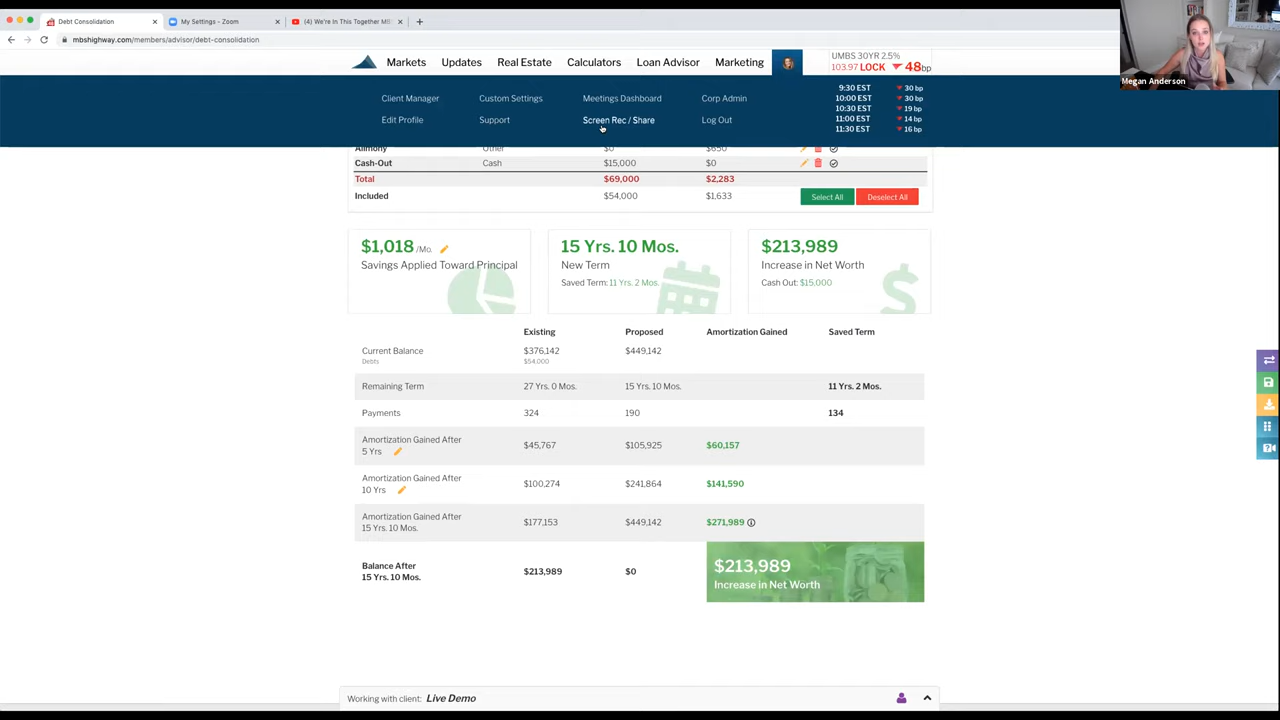 Debt Consolidation
My Settings - Zoom
(4) We're In This Together MB
mbshighway.com/members/advisor/debt-consolidation
Markets Updates Real Estate Calculators Loan Advisor Marketing
UMBS 30YR 2.5%
103.97 LOCK 48bp
Megan Anderson
Client Manager Custom Settings Meetings Dashboard Corp Admin
Edit Profile Support Screen Rec / Share Log Out
9:30 EST 30 bp
10:00 EST 30 bp
10:30 EST 19 bp
11:00 EST 14 bp
11:30 EST 16 bp
Alimony Other $0 $650
Cash-Out Cash $15,000 $0
Total $69,000 $2,283
Included $54,000 $1,633 Select All Deselect All
$1,018 /Mo.
Savings Applied Toward Principal
15 Yrs. 10 Mos.
New Term
Saved Term: 11 Yrs. 2 Mos.
$213,989
Increase in Net Worth
Cash Out: $15,000
Existing Proposed Amortization Gained Saved Term
Current Balance $376,142 $449,142
Debts $54,000
Remaining Term 27 Yrs. 0 Mos. 15 Yrs. 10 Mos. 11 Yrs. 2 Mos.
Payments 324 190 134
Amortization Gained After
5 Yrs $45,767 $105,925 $60,157
Amortization Gained After
10 Yrs $100,274 $241,864 $141,590
Amortization Gained After
15 Yrs. 10 Mos. $177,153 $449,142 $271,989
Balance After
15 Yrs. 10 Mos. $213,989 $0
$213,989
Increase in Net Worth
Working with client: Live Demo